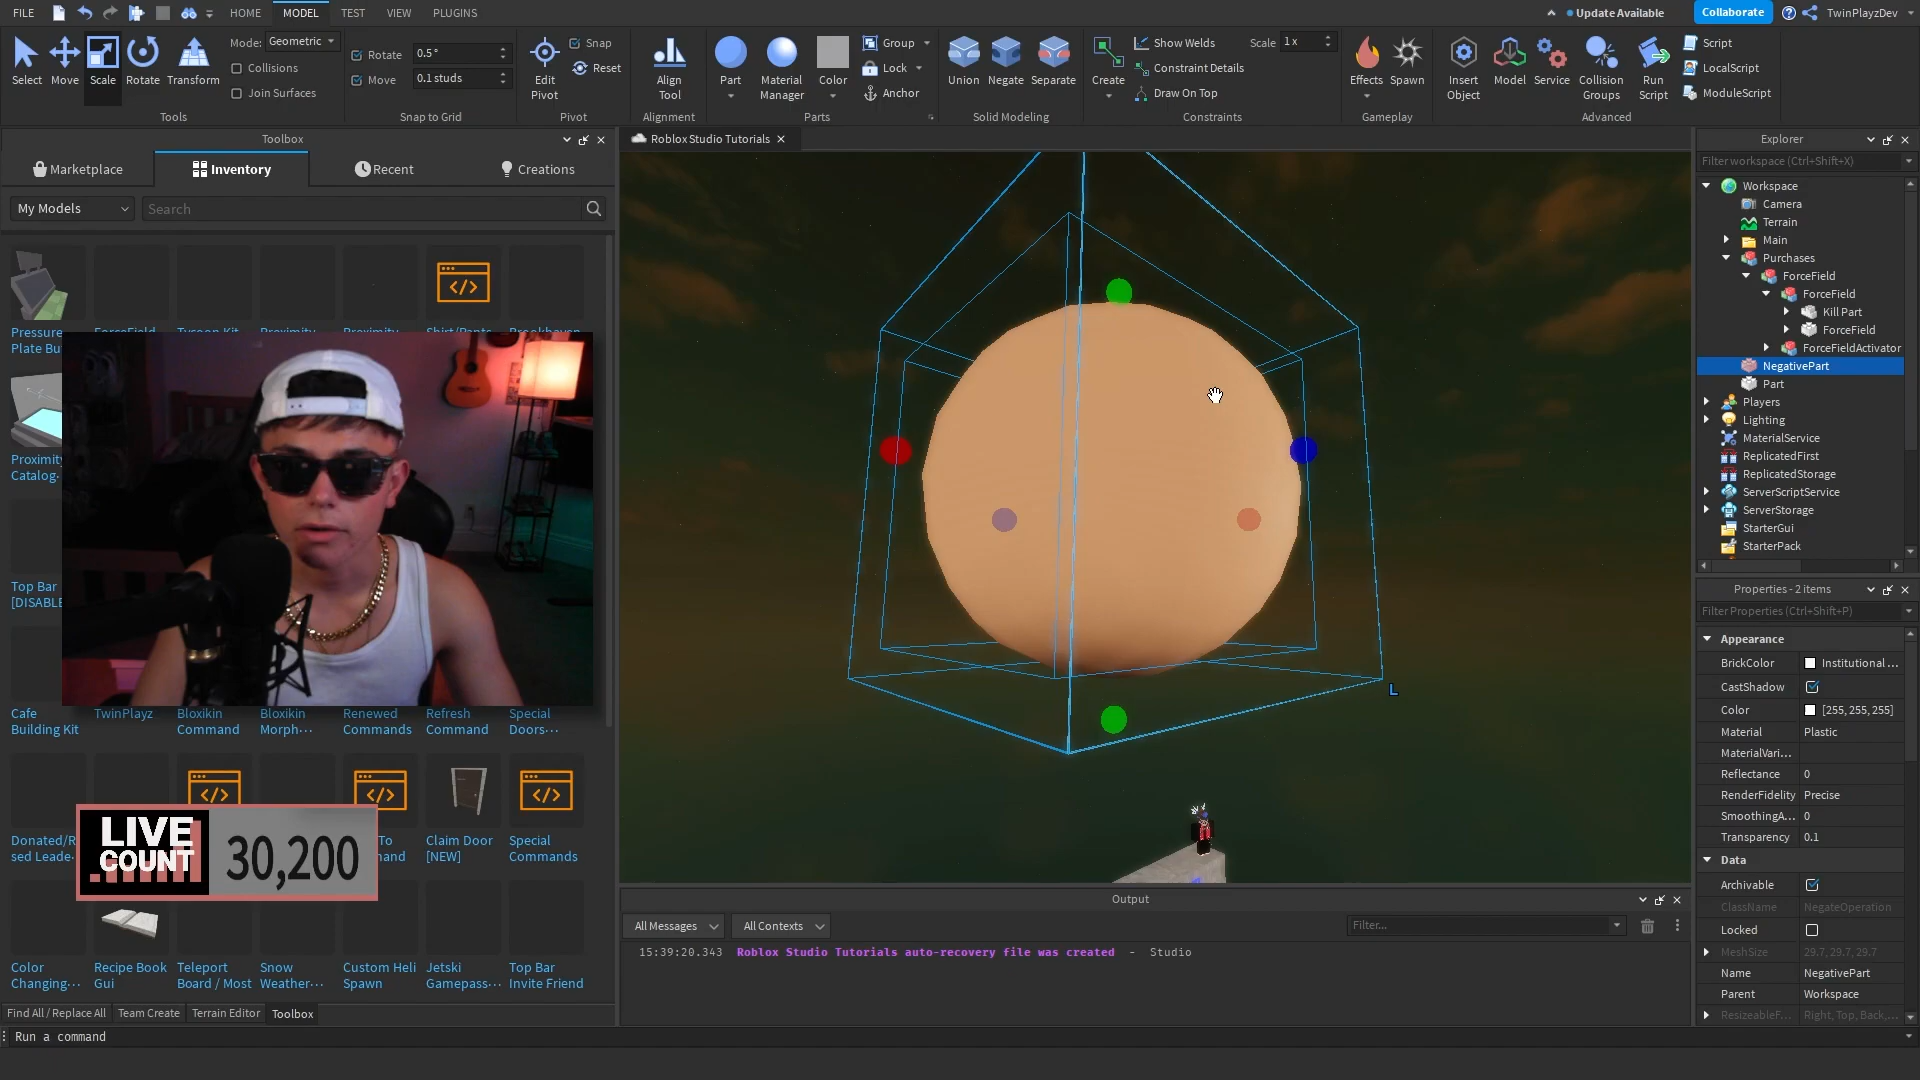 FILE
HOME
MODEL
TEST
VIEW
PLUGINS
Update Available
Collaborate
TwinPlayzDev
Select
Move
Scale
Rotate
Transform
Mode: Geometric
Collisions
Join Surfaces
Tools
Rotate 0.5°
Move 0.1 studs
Snap to Grid
Edit
Pivot
Snap
Reset
Pivot
Align
Tool
Alignment
Part
Material
Manager
Color
Group
Lock
Anchor
Parts
Union
Negate
Separate
Solid Modeling
Create
Show Welds
Scale 1x
Constraint Details
Draw On Top
Constraints
Effects
Spawn
Gameplay
Insert
Object
Model
Service
Collision
Groups
Run
Script
Script
LocalScript
ModuleScript
Advanced
Toolbox
Marketplace
Inventory
Recent
Creations
My Models
Search
Pressure
Plate Bu
Proximity
Catalog.
Top Bar
[DISABLE
Cafe
Building Kit
TwinPlayz
Bloxikin
Command
Bloxikin
Morph...
Renewed
Commands
Refresh
Command
Special
Doors...
Donated/R
sed Leade
To
Claim Door
[NEW]
Special
Commands
LIVE
COUNT
30,200
Color
Changing...
Recipe Book
Gui
Teleport
Board / Most
Snow
Weather...
Custom Heli
Spawn
Jetski
Gamepass...
Top Bar
Invite Friend
Find All / Replace All
Team Create
Terrain Editor
Toolbox
Run a command
Roblox Studio Tutorials
L
Output
All Messages
All Contexts
Filter...
15:39:20.343 Roblox Studio Tutorials auto-recovery file was created - Studio
Explorer
Filter workspace (Ctrl+Shift+X)
Workspace
Camera
Terrain
Main
Purchases
ForceField
ForceField
Kill Part
ForceField
ForceFieldActivator
NegativePart
Part
Players
Lighting
MaterialService
ReplicatedFirst
ReplicatedStorage
ServerScriptService
ServerStorage
StarterGui
StarterPack
Properties - 2 items
Filter Properties (Ctrl+Shift+P)
Appearance
BrickColor Institutional ...
CastShadow
Color [255, 255, 255]
Material Plastic
MaterialVari...
Reflectance 0
RenderFidelity Precise
SmoothingA... 0
Transparency 0.1
Data
Archivable
ClassName NegateOperation
Locked
MeshSize 29.7, 29.7, 29.7
Name NegativePart
Parent Workspace
ResizeableF... Right, Top, Back,...